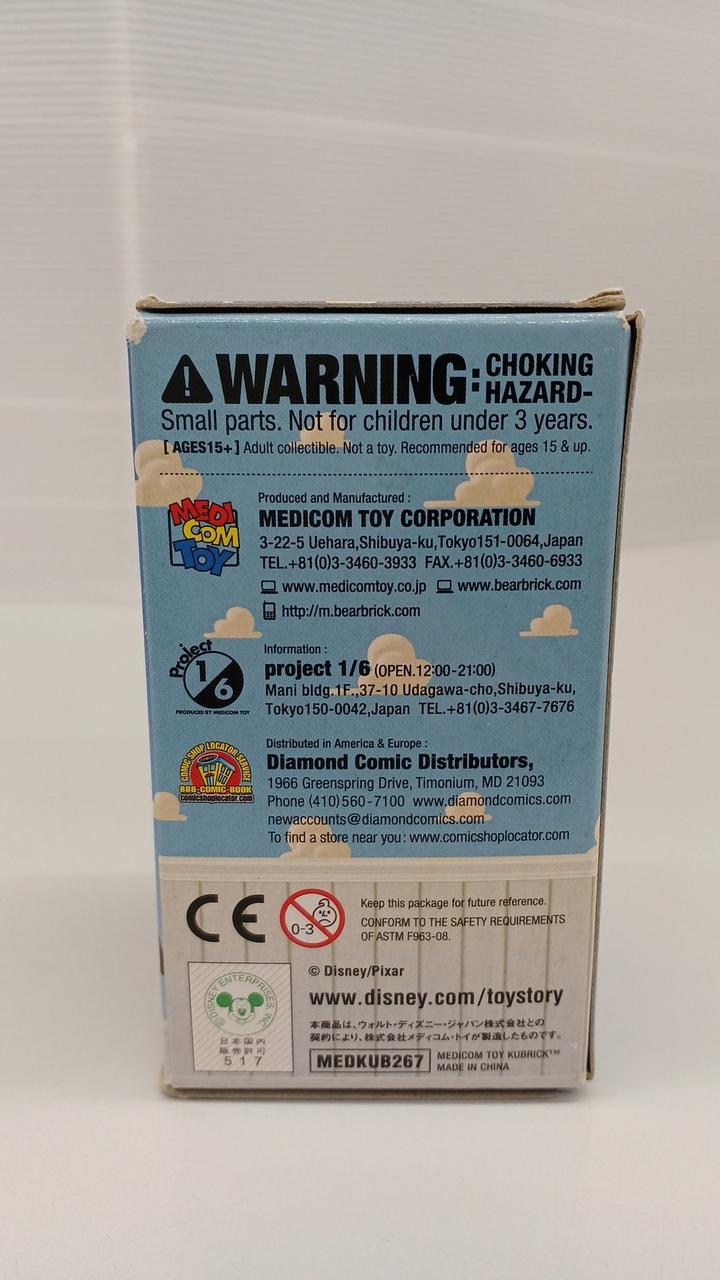 WARNING: CHOKING HAZARD-
Small parts. Not for children under 3 years.
[ AGES15+ ] Adult collectible. Not a toy. Recommended for ages 15 & up.
MEDI COM TOY
Produced and Manufactured :
MEDICOM TOY CORPORATION
3-22-5 Uehara,Shibuya-ku,Tokyo151-0064,Japan
TEL.+81(0)3-3460-3933 FAX.+81(0)3-3460-6933
www.medicomtoy.co.jp www.bearbrick.com
http://m.bearbrick.com
Project 1/6
PRODUCED BY MEDICOM TOY
Information :
project 1/6 (OPEN.12:00-21:00)
Mani bldg.1F.,37-10 Udagawa-cho,Shibuya-ku,
Tokyo150-0042,Japan TEL.+81(0)3-3467-7676
COMIC SHOP LOCATOR SERVICE
888-COMIC-BOOK
comicshoplocator.com
Distributed in America & Europe :
Diamond Comic Distributors,
1966 Greenspring Drive, Timonium, MD 21093
Phone (410)560-7100 www.diamondcomics.com
newaccounts@diamondcomics.com
To find a store near you: www.comicshoplocator.com
CE
0-3
Keep this package for future reference.
CONFORM TO THE SAFETY REQUIREMENTS
OF ASTM F963-08.
©DISNEY ENTERPRISES, INC
日本国内
販売許可
517
© Disney/Pixar
www.disney.com/toystory
本商品は、ウォルト・ディズニー・ジャパン株式会社との
契約により、株式会社メディコム・トイが製造したものです。
MEDKUB267
MEDICOM TOY KUBRICK™
MADE IN CHINA